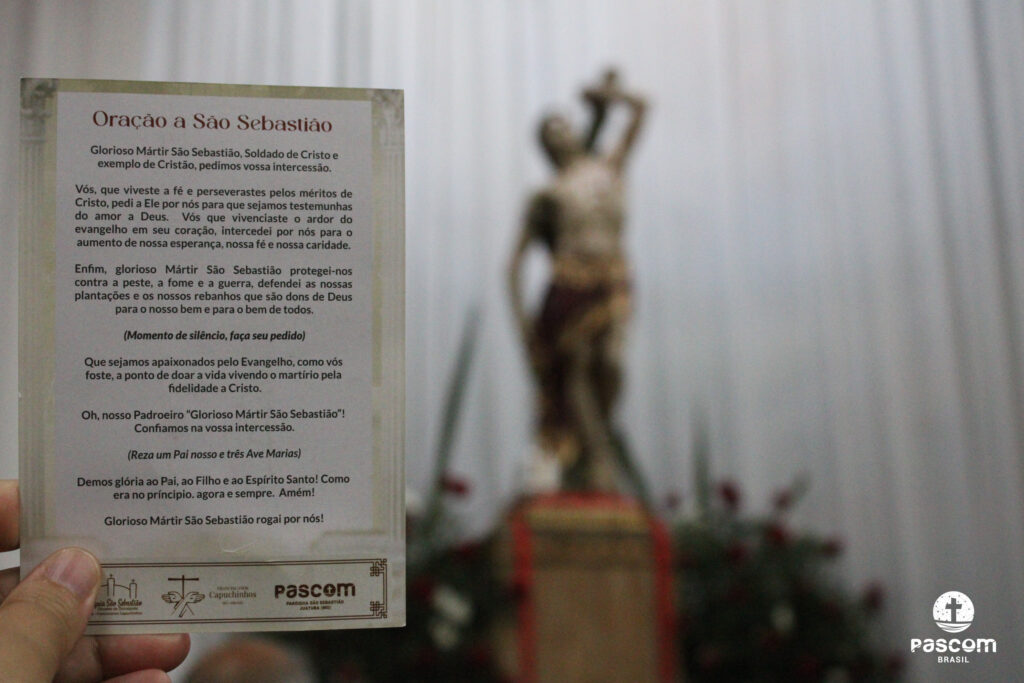 Oração a São Sebastião
Glorioso Mártir São Sebastião, Soldado de Cristo e
exemplo de Cristão, pedimos vossa intercessão.
Vós, que viveste a fé e perseverastes pelos méritos de
Cristo, pedi a Ele por nós para que sejamos testemunhas
do amor a Deus. Vós que vivenciaste o ardor do
evangelho em seu coração, intercedei por nós para o
aumento de nossa esperança, nossa fé e nossa caridade.
Enfim, glorioso Mártir São Sebastião protegei-nos
contra a peste, a fome e a guerra, defendei as nossas
plantações e os nossos rebanhos que são dons de Deus
para o nosso bem e para o bem de todos.
(Momento de silêncio, faça seu pedido)
Que sejamos apaixonados pelo Evangelho, como vós
foste, a ponto de doar a vida vivendo o martírio pela
fidelidade a Cristo.
Oh, nosso Padroeiro "Glorioso Mártir São Sebastião"!
Confiamos na vossa intercessão.
(Reza um Pai nosso e três Ave Marias)
Demos glória ao Pai, ao Filho e ao Espírito Santo! Como
era no príncipio. agora e sempre. Amém!
Glorioso Mártir São Sebastião rogai por nós!
São Sebastião
Capuchinhos
PASCOM
PARÓQUIA SÃO SEBASTIÃO
PASCOM
BRASIL